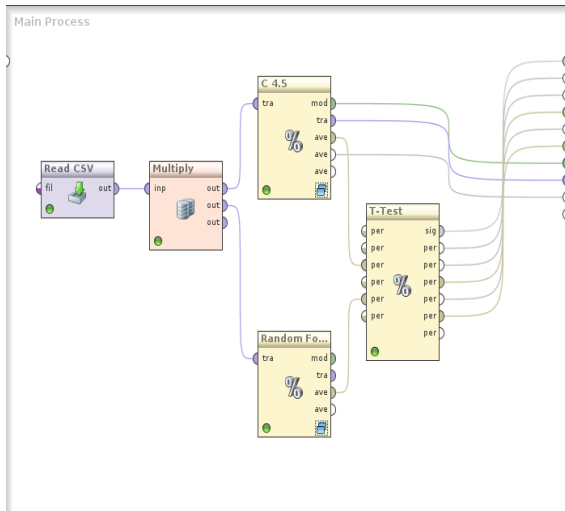 Main Process
C 4.5
tra
mod
tra
ave
ave
ave
Read CSV
fil
out
Multiply
inp
out
out
out
T-Test
per
sig
per
per
per
per
per
per
per
per
per
per
per
per
Random Fo...
tra
mod
tra
ave
ave